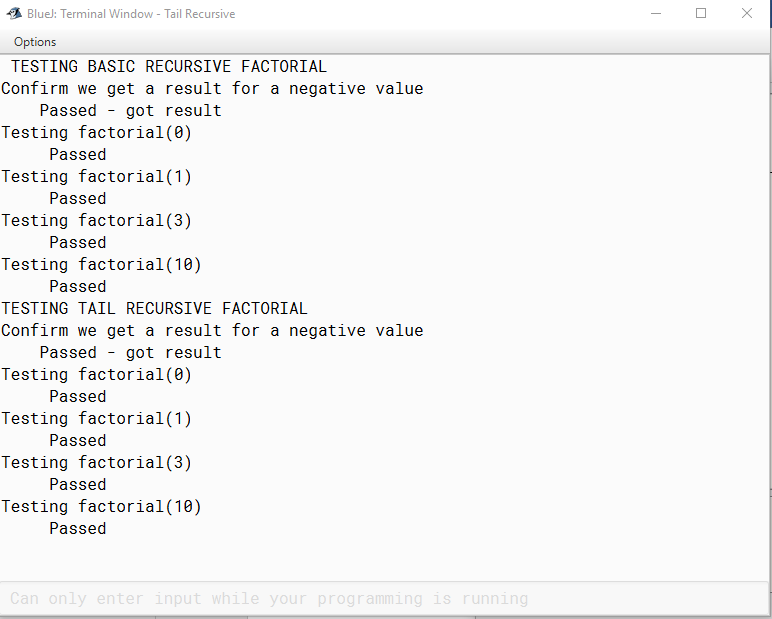 BlueJ: Terminal Window - Tail Recursive
Options
TESTING BASIC RECURSIVE FACTORIAL
Confirm we get a result for a negative value
Passed - got result
Testing factorial(0)
Passed
Testing factorial(1)
Passed
Testing factorial(3)
Passed
Testing factorial(10)
Passed
TESTING TAIL RECURSIVE FACTORIAL
Confirm we get a result for a negative value
Passed - got result
Testing factorial(0)
Passed
Testing factorial(1)
Passed
Testing factorial(3)
Passed
Testing factorial(10)
Passed
Can only enter input while your programming is running